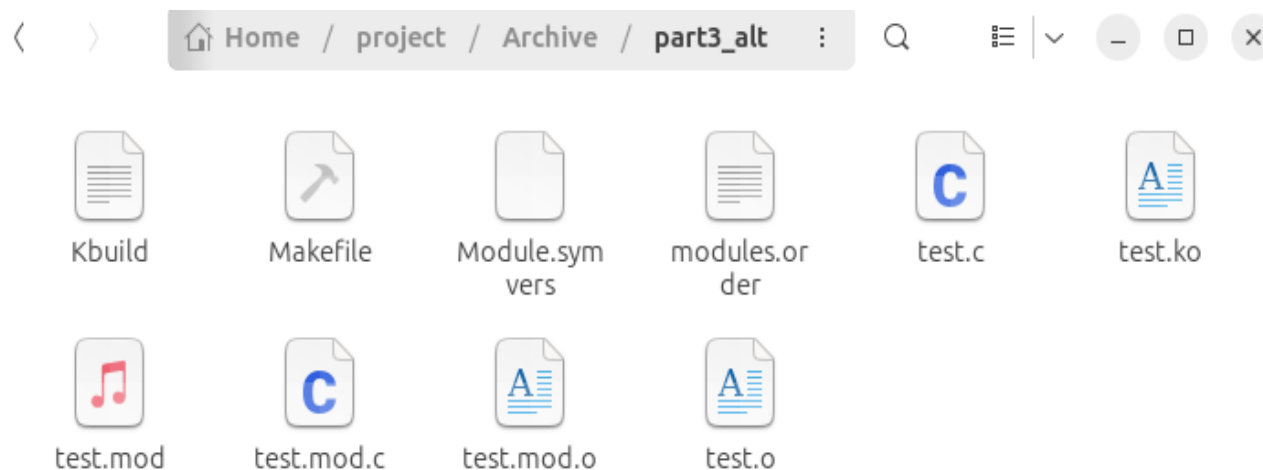 Home / project / Archive / part3_alt
Kbuild
Makefile
Module.sym
vers
modules.or
der
test.c
test.ko
test.mod
test.mod.c
test.mod.o
test.o